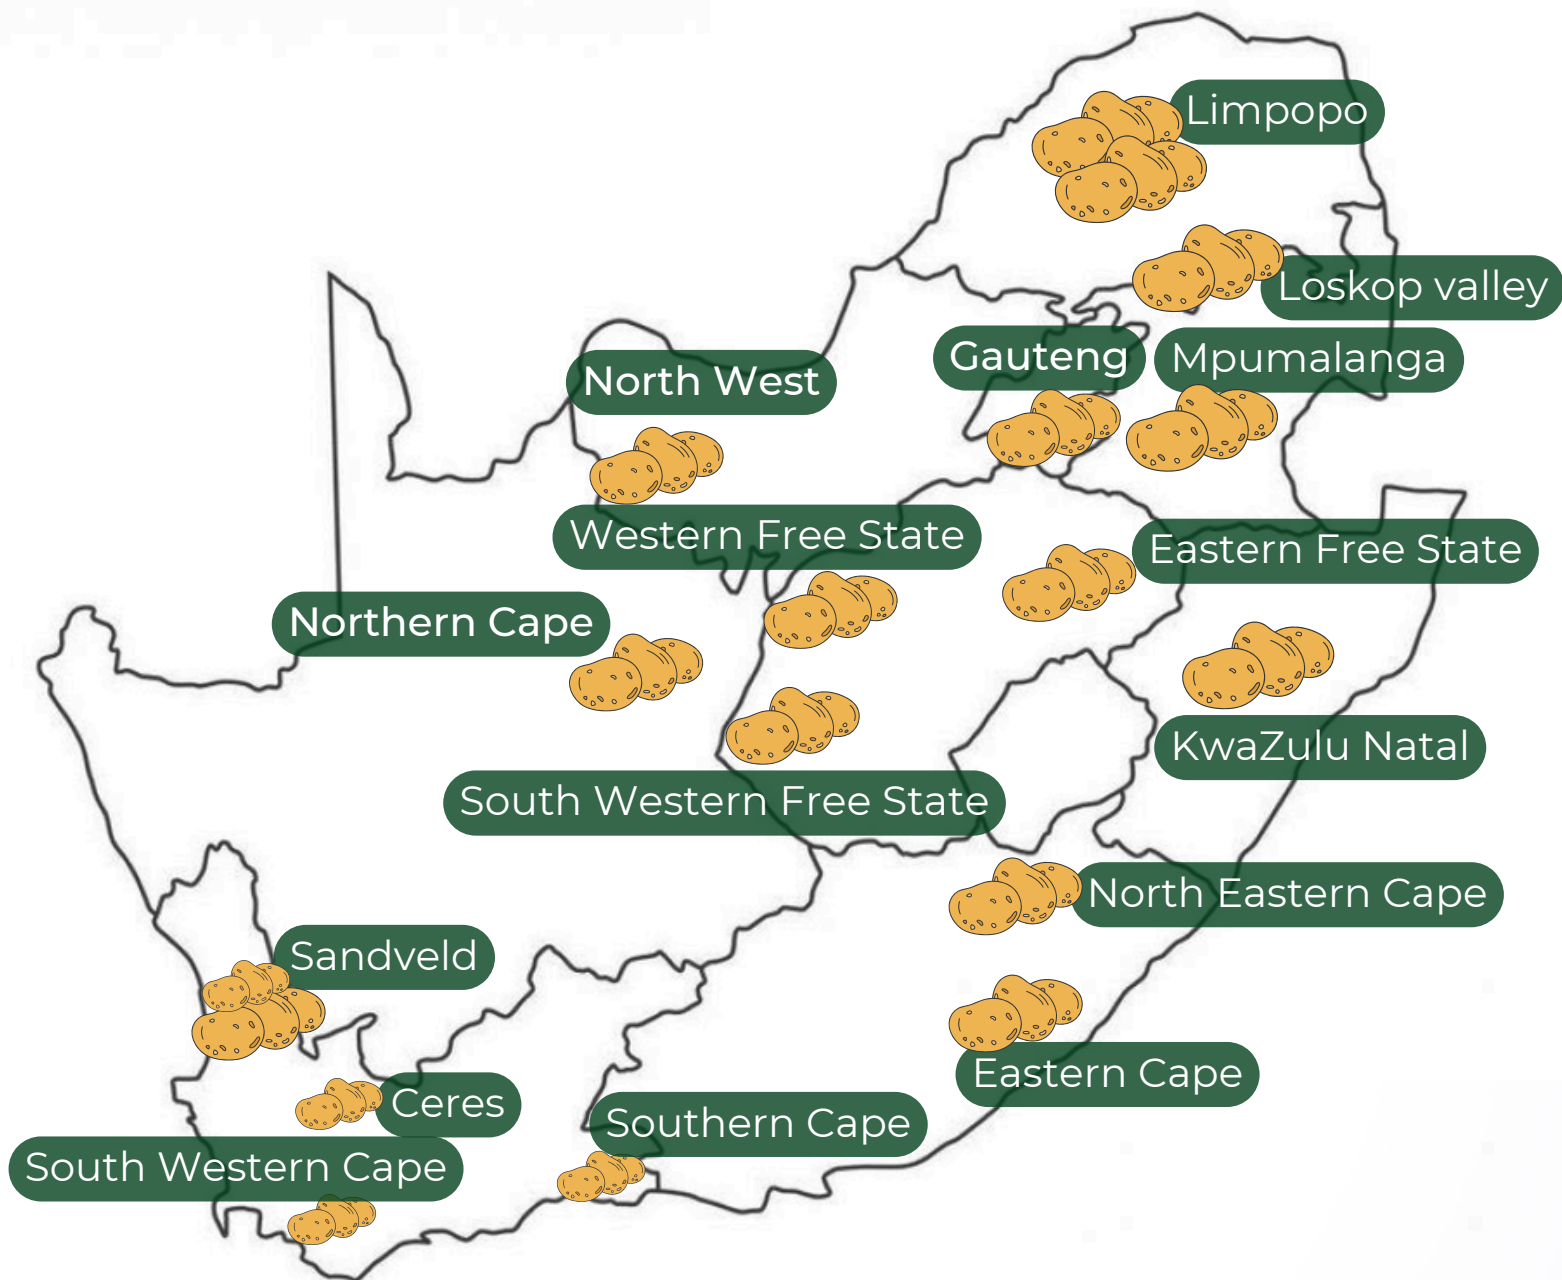 Limpopo
Loskop valley
Gauteng
Mpumalanga
North West
Western Free State
Eastern Free State
Northern Cape
KwaZulu Natal
South Western Free State
North Eastern Cape
Sandveld
Eastern Cape
Ceres
Southern Cape
South Western Cape